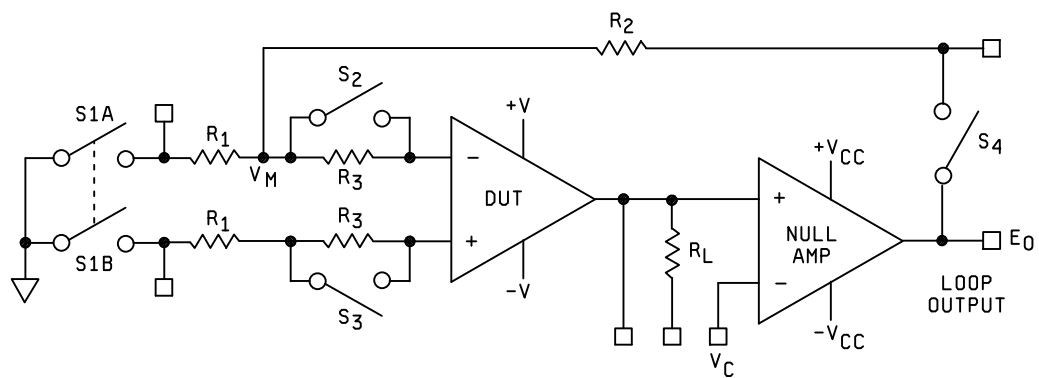 R2
S2
+V
S1A
R1
S4
+VCC
VM
R3
−
DUT
+
NULL
AMP
R1
R3
+
RL
−
EO
S1B
LOOP
OUTPUT
−V
S3
−VCC
VC